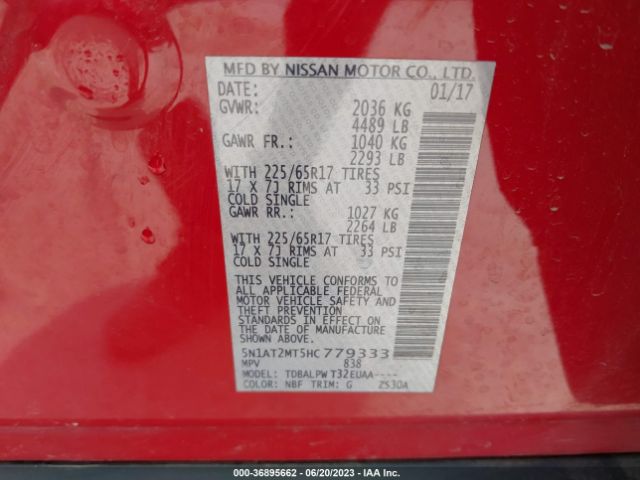 MFD BY NISSAN MOTOR CO., LTD.
DATE: 01/17
GVWR: 2036 KG
4489 LB
GAWR FR.: 1040 KG
2293 LB
WITH 225/65R17 TIRES
17 X 7J RIMS AT 33 PSI
COLD SINGLE
GAWR RR.: 1027 KG
2264 LB
WITH 225/65R17 TIRES
17 X 7J RIMS AT 33 PSI
COLD SINGLE
THIS VEHICLE CONFORMS TO
ALL APPLICABLE FEDERAL
MOTOR VEHICLE SAFETY AND
THEFT PREVENTION
STANDARDS IN EFFECT ON
THE DATE OF MANUFACTURE
SHOWN ABOVE.
5N1AT2MT5HC779333
MPV 838
MODEL: TDBALPW T32EUAA----
COLOR: NBF TRIM: G ZS30A
000-36895662 - 06/20/2023 - IAA Inc.